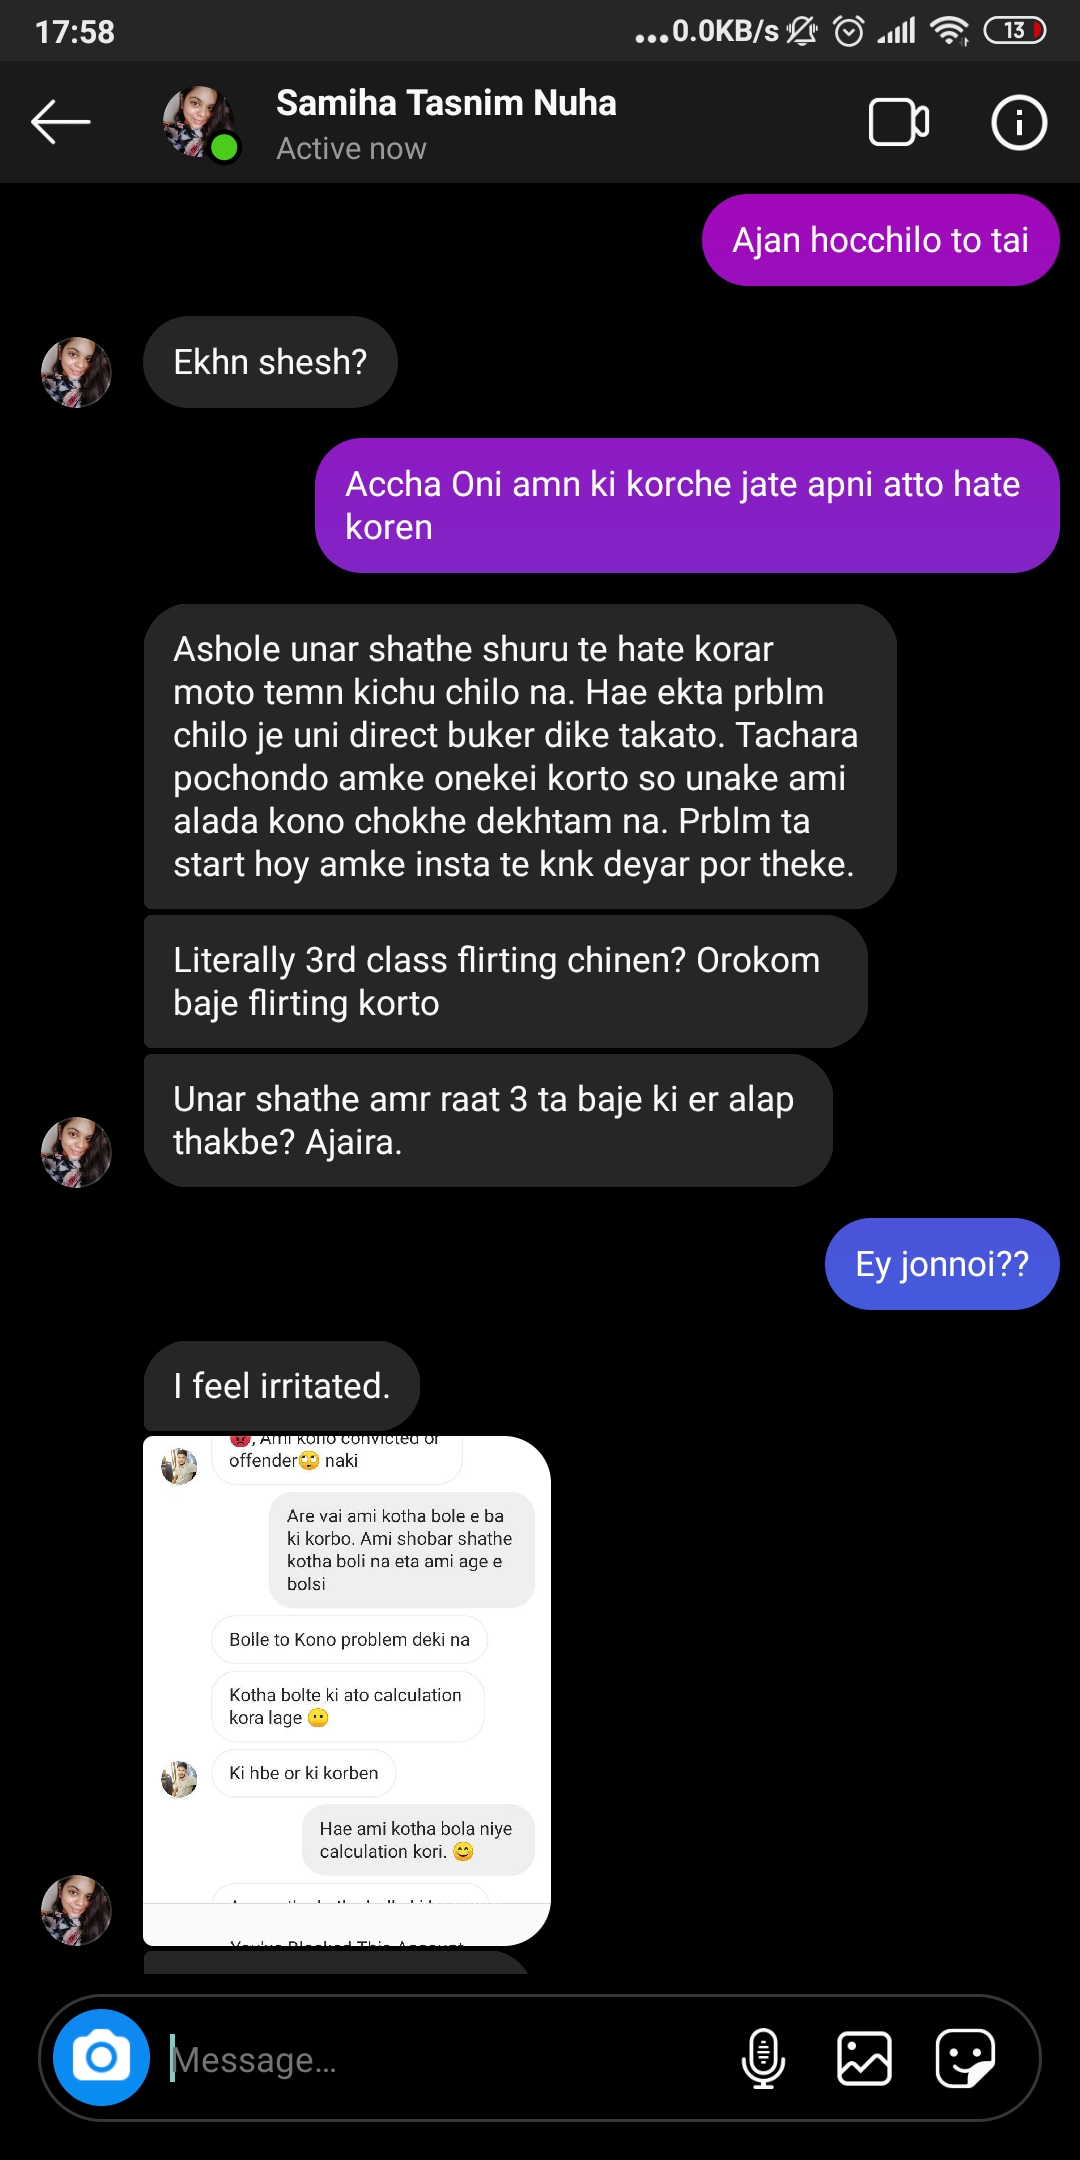 17:58
...0.0KB/s
13
Samiha Tasnim Nuha
Active now
Ajan hocchilo to tai
Ekhn shesh?
Accha Oni amn ki korche jate apni atto hate
koren
Ashole unar shathe shuru te hate korar
moto temn kichu chilo na. Hae ekta prblm
chilo je uni direct buker dike takato. Tachara
pochondo amke onekei korto so unake ami
alada kono chokhe dekhtam na. Prblm ta
start hoy amke insta te knk deyar por theke.
Literally 3rd class flirting chinen? Orokom
baje flirting korto
Unar shathe amr raat 3 ta baje ki er alap
thakbe? Ajaira.
Ey jonnoi??
I feel irritated.
😡, Ami kono convicted or
offender🙄 naki
Are vai ami kotha bole e ba
ki korbo. Ami shobar shathe
kotha boli na eta ami age e
bolsi
Bolle to Kono problem deki na
Kotha bolte ki ato calculation
kora lage 😶
Ki hbe or ki korben
Hae ami kotha bola niye
calculation kori. 😊
You've Blocked This Account
Message...